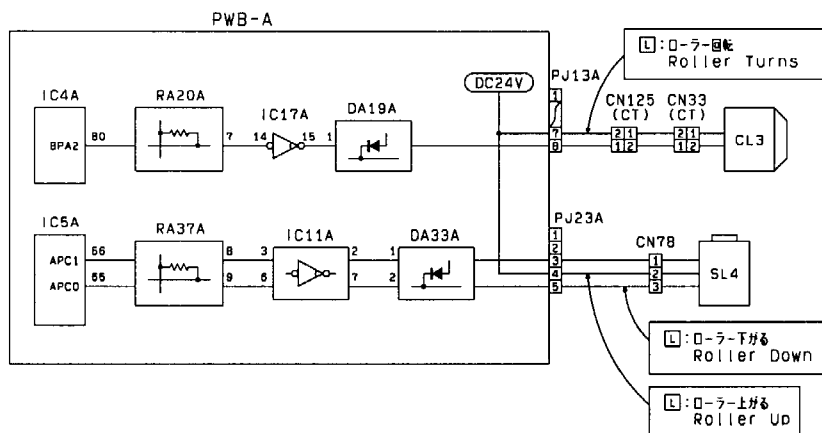 PWB-A
L:ローラー回転
Roller Turns
DC24V
PJ13A
IC4A
RA20A
IC17A
DA19A
CN125
(CT)
CN33
(CT)
1
BPA2
80
7
14
15
1
7
8
2 1
1 2
2 1
1 2
CL3
IC5A
RA37A
IC11A
DA33A
PJ23A
CN78
1
2
APC1
66
8
3
2
1
3
1
APC0
65
9
6
7
2
4
2
5
3
SL4
L:ローラー下がる
Roller Down
L:ローラー上がる
Roller Up